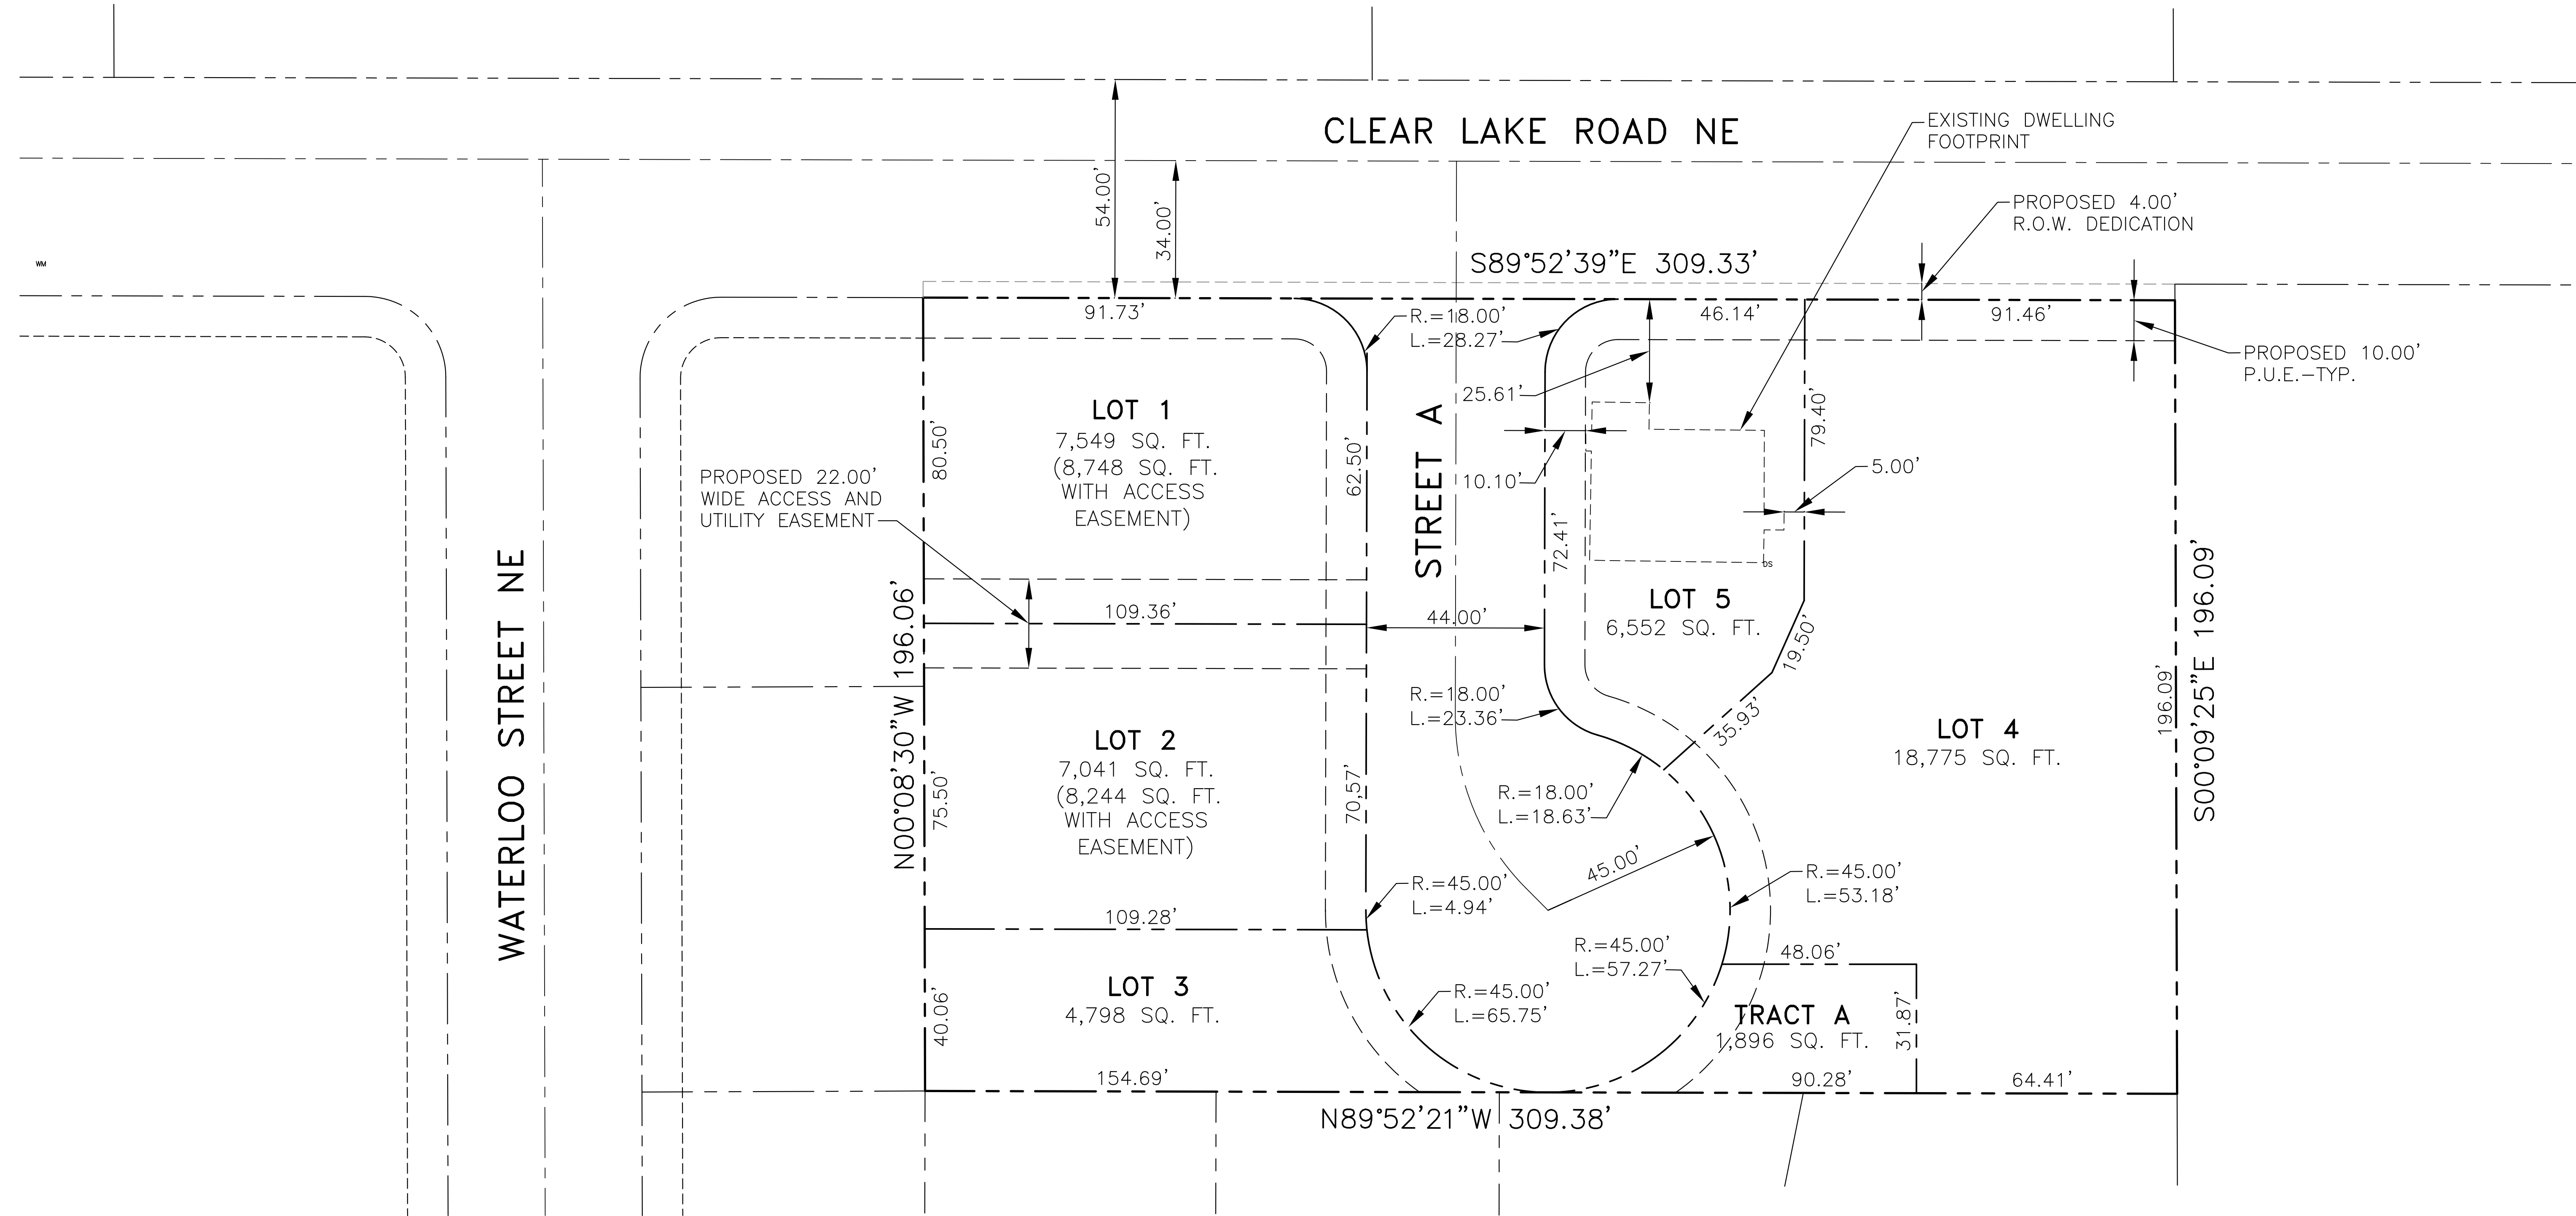 CLEAR LAKE ROAD NE
EXISTING DWELLING
FOOTPRINT
54.00'
34.00'
PROPOSED 4.00'
R.O.W. DEDICATION
WM
S89°52'39"E 309.33'
91.73'
R.=18.00'
L.=28.27'
46.14'
91.46'
PROPOSED 10.00'
P.U.E.-TYP.
25.61'
LOT 1
7,549 SQ. FT.
(8,748 SQ. FT.
WITH ACCESS
EASEMENT)
80.50'
62.50'
STREET A
79.40'
10.10'
5.00'
PROPOSED 22.00'
WIDE ACCESS AND
UTILITY EASEMENT
72.41'
DS
WATERLOO STREET NE
N00°08'30"W 196.06'
109.36'
44.00'
LOT 5
6,552 SQ. FT.
19.50'
S00°09'25"E 196.09'
196.09'
R.=18.00'
L.=23.36'
35.93'
LOT 4
18,775 SQ. FT.
LOT 2
7,041 SQ. FT.
(8,244 SQ. FT.
WITH ACCESS
EASEMENT)
75.50'
70.57'
R.=18.00'
L.=18.63'
45.00'
R.=45.00'
L.=4.94'
R.=45.00'
L.=53.18'
109.28'
R.=45.00'
L.=57.27'
48.06'
LOT 3
4,798 SQ. FT.
40.06'
R.=45.00'
L.=65.75'
TRACT A
1,896 SQ. FT.
31.87'
154.69'
90.28'
64.41'
N89°52'21"W 309.38'